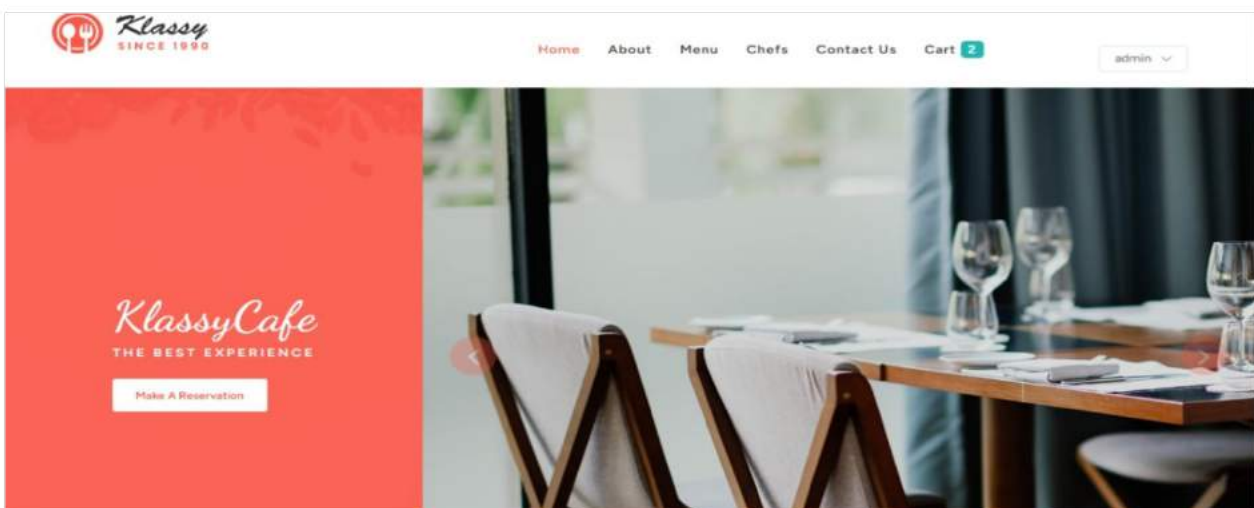 Klassy
SINCE 1990
Home About Menu Chefs Contact Us Cart 2
admin
KlassyCafe
THE BEST EXPERIENCE
Make A Reservation